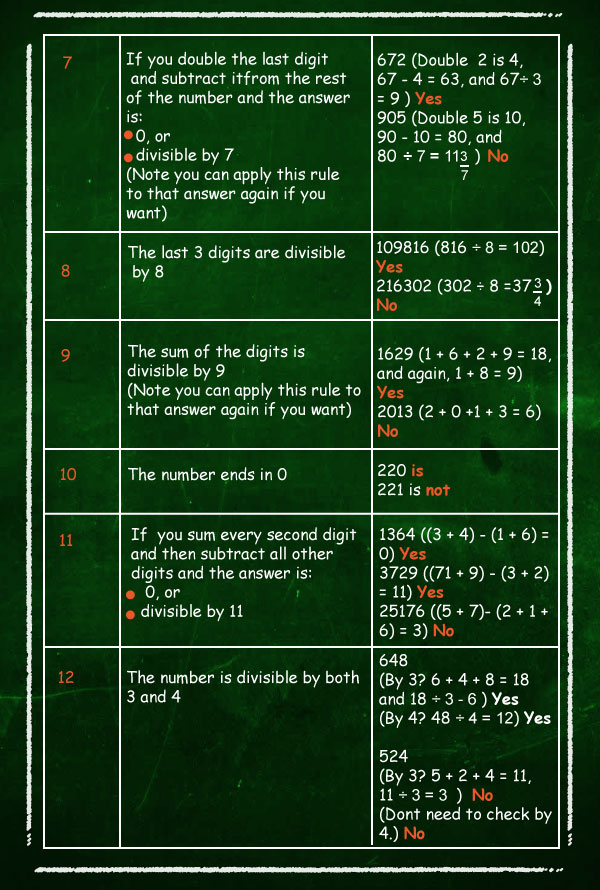 7
If you double the last digit
and subtract itfrom the rest
of the number and the answer
is:
0, or
divisible by 7
(Note you can apply this rule
to that answer again if you
want)
672 (Double 2 is 4,
67 - 4 = 63, and 67÷ 3
= 9 ) Yes
905 (Double 5 is 10,
90 - 10 = 80, and
80 ÷ 7 = 11 3/7 ) No
8
The last 3 digits are divisible
by 8
109816 (816 ÷ 8 = 102)
Yes
216302 (302 ÷ 8 =37 3/4 )
No
9
The sum of the digits is
divisible by 9
(Note you can apply this rule to
that answer again if you want)
1629 (1 + 6 + 2 + 9 = 18,
and again, 1 + 8 = 9)
Yes
2013 (2 + 0 +1 + 3 = 6)
No
10
The number ends in 0
220 is
221 is not
11
If you sum every second digit
and then subtract all other
digits and the answer is:
0, or
divisible by 11
1364 ((3 + 4) - (1 + 6) =
0) Yes
3729 ((71 + 9) - (3 + 2)
= 11) Yes
25176 ((5 + 7)- (2 + 1 +
6) = 3) No
12
The number is divisible by both
3 and 4
648
(By 3? 6 + 4 + 8 = 18
and 18 ÷ 3 - 6 ) Yes
(By 4? 48 ÷ 4 = 12) Yes
524
(By 3? 5 + 2 + 4 = 11,
11 ÷ 3 = 3 ) No
(Dont need to check by
4.) No